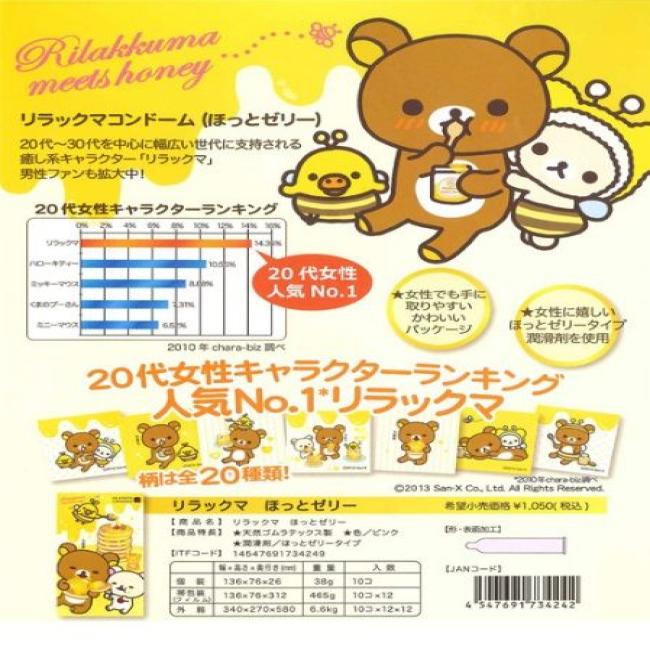 Rilakkuma
meets honey
リラックマコンドーム（ほっとゼリー）
20代～30代を中心に幅広い世代に支持される
癒し系キャラクター「リラックマ」
男性ファンも拡大中！
20代女性キャラクターランキング
0% 2% 4% 6% 8% 10% 12% 14% 16%
リラックマ
ハローキティー
10.55%
ミッキーマウス
8.88%
くまのプーさん
7.31%
ミニーマウス
2010年 chara-biz 調べ
20代女性
人気No.1
★女性でも手に
取りやすい
かわいい
パッケージ
★女性に嬉しい
ほっとゼリータイプ
潤滑剤を使用
20代女性キャラクターランキング
人気No.1*リラックマ
柄は全20種類！
*2010年chara-biz調べ
©2013 San-X Co., Ltd. All Rights Reserved.
リラックマ ほっとゼリー
希望小売価格￥1,050(税込)
【商品名】 リラックマ ほっとゼリー
【商品特長】 ★天然ゴムラテックス製 ★色／ピンク
★潤滑剤／ほっとゼリータイプ
【ITFコード】 14547691734249
【形・表面加工】
幅×高さ×奥行き(mm) 重量 入数
個装 136×76×26 38g 10コ
帯包装(フィルム) 136×76×312 465g 10コ×12
外箱 340×270×580 6.6kg 10コ×12×12
【JANコード】
4 547691 734242